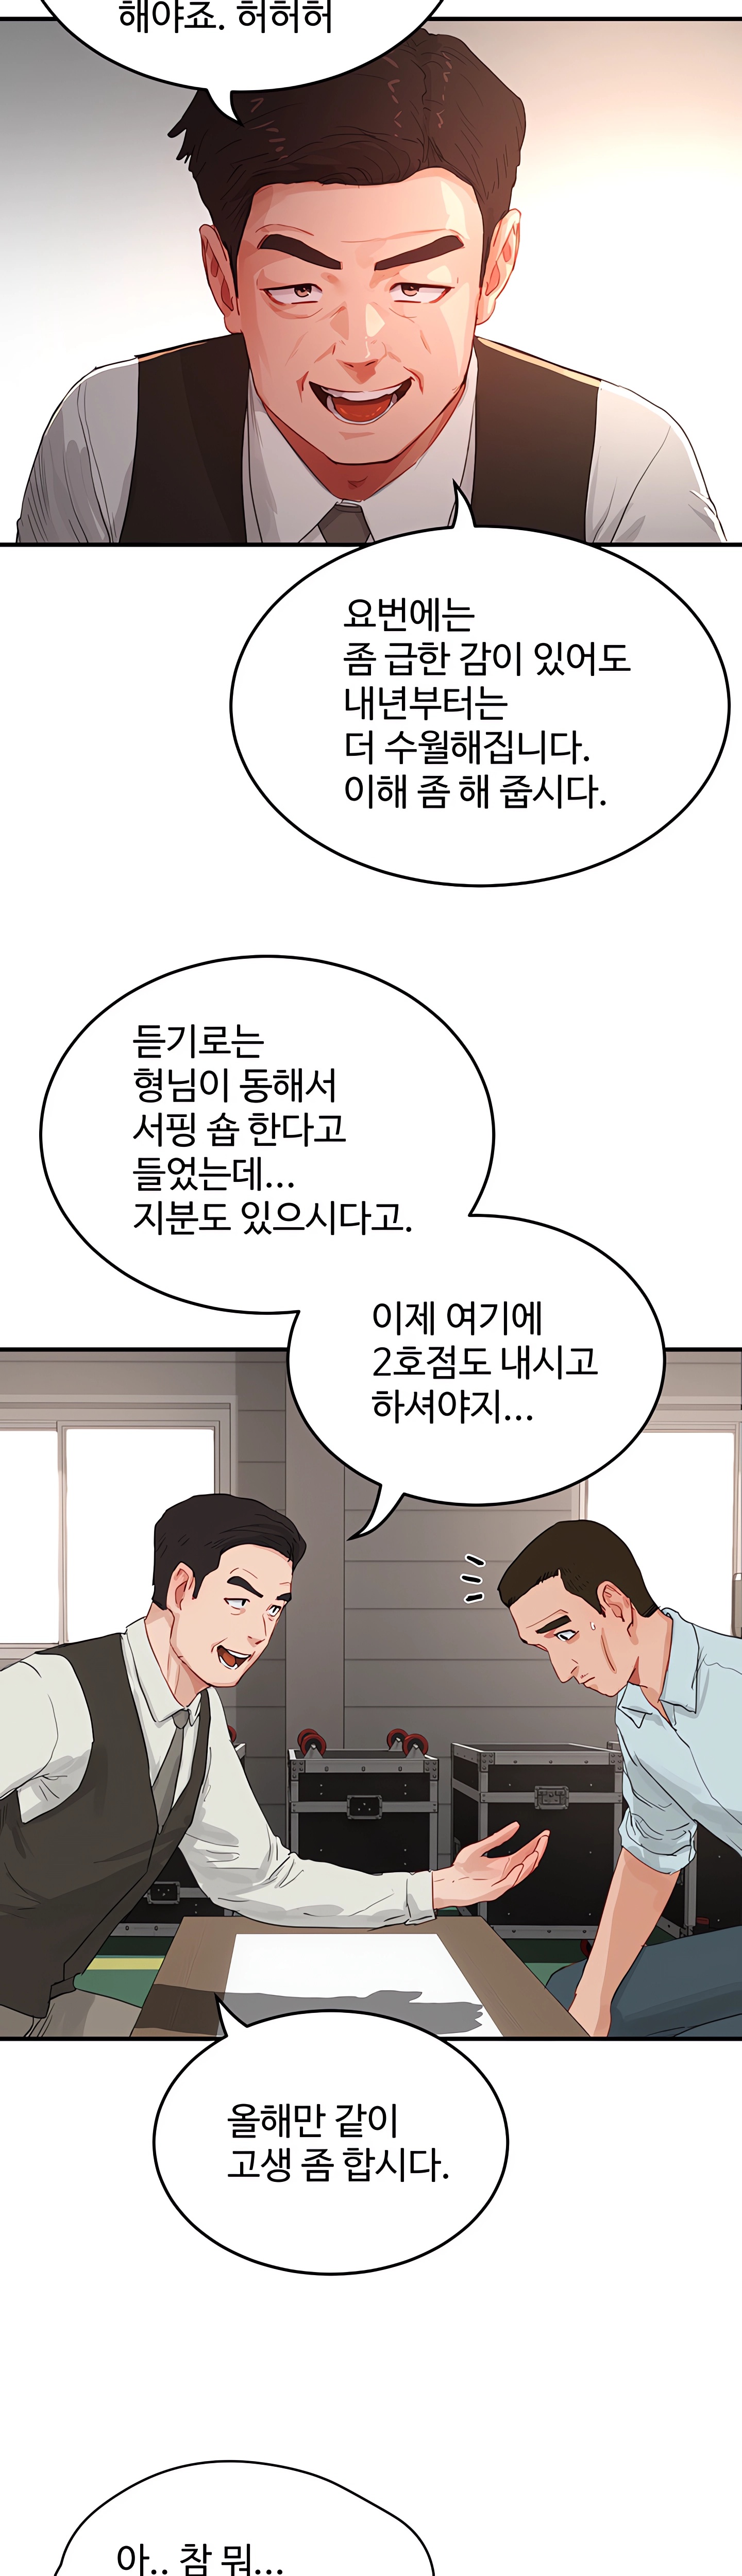 해야죠. 허허허
요번에는
좀 급한 감이 있어도
내년부터는
더 수월해집니다.
이해 좀 해 줍시다.
듣기로는
형님이 동해서
서핑 숍 한다고
들었는데...
지분도 있으시다고.
이제 여기에
2호점도 내시고
하셔야지...
올해만 같이
고생 좀 합시다.
아.. 참 뭐...